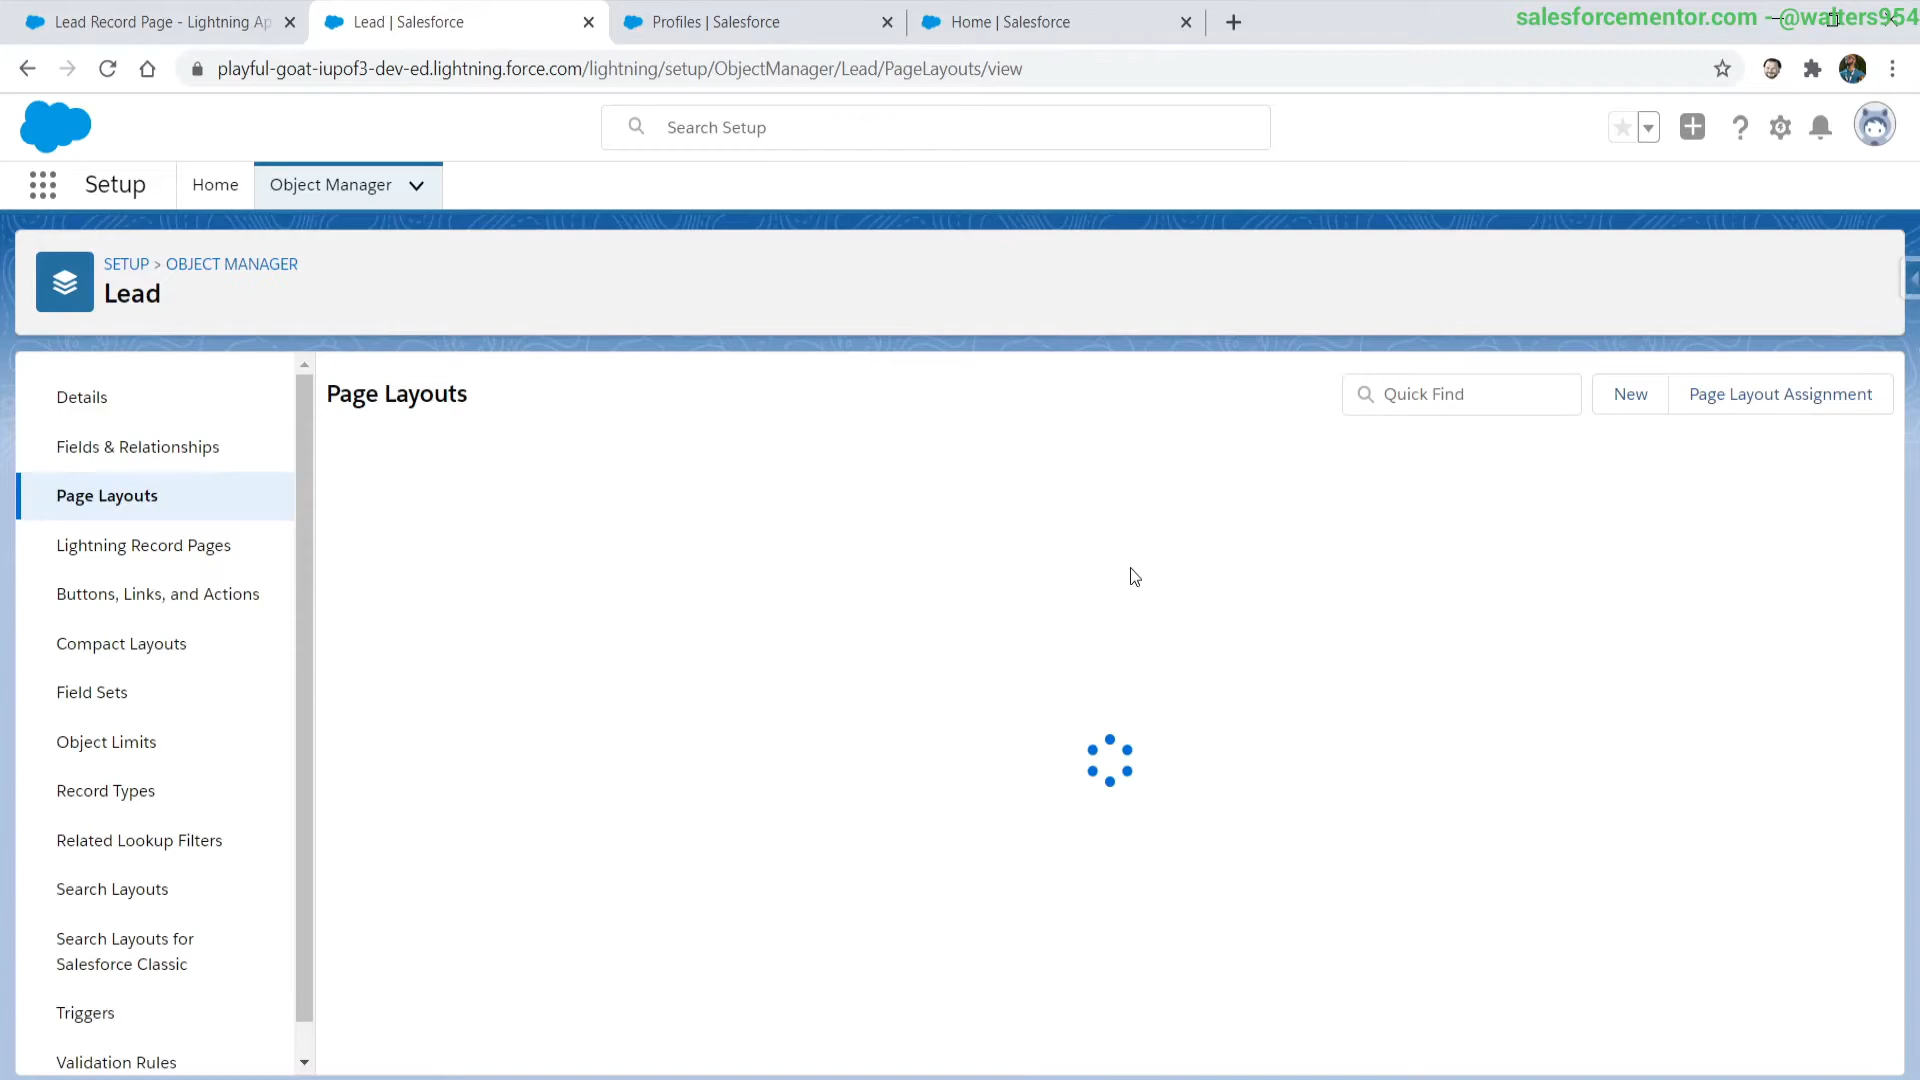 Lead Record Page - Lightning Ap
Lead | Salesforce
Profiles | Salesforce
Home | Salesforce
salesforcementor.com - @walters954
playful-goat-iupof3-dev-ed.lightning.force.com/lightning/setup/ObjectManager/Lead/PageLayouts/view
Search Setup
Setup
Home
Object Manager
SETUP > OBJECT MANAGER
Lead
Details
Fields & Relationships
Page Layouts
Lightning Record Pages
Buttons, Links, and Actions
Compact Layouts
Field Sets
Object Limits
Record Types
Related Lookup Filters
Search Layouts
Search Layouts for
Salesforce Classic
Triggers
Validation Rules
Page Layouts
Quick Find
New
Page Layout Assignment